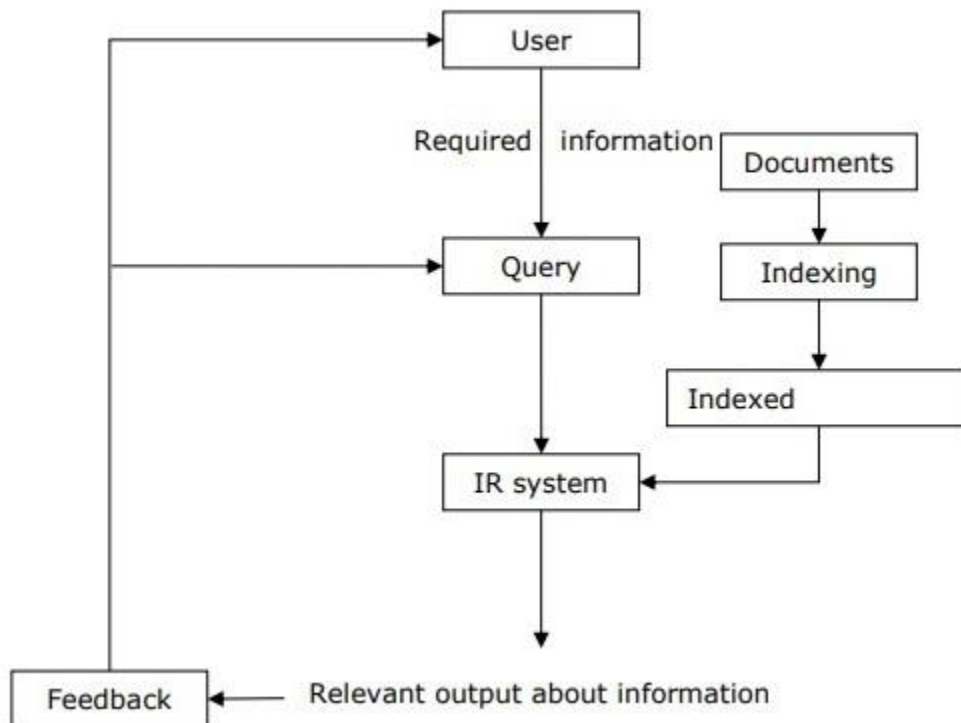 User
Required information
Documents
Query
Indexing
Indexed
IR system
Feedback
Relevant output about information